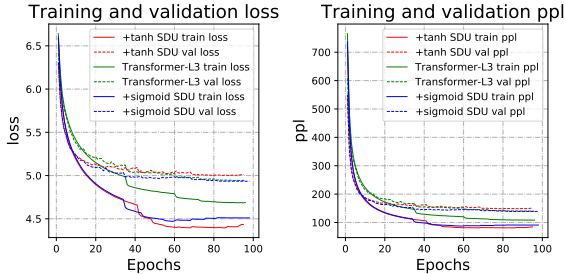 Training and validation loss
6.5
6.0
5.5
5.0
4.5
0
20
40
60
80
100
loss
Epochs
+tanh SDU train loss
+tanh SDU val loss
Transformer-L3 train loss
Transformer-L3 val loss
+sigmoid SDU train loss
+sigmoid SDU val loss
Training and validation ppl
700
600
500
400
300
200
100
0
20
40
60
80
100
ppl
Epochs
+tanh SDU train ppl
+tanh SDU val ppl
Transformer-L3 train ppl
Transformer-L3 val ppl
+sigmoid SDU train ppl
+sigmoid SDU val ppl